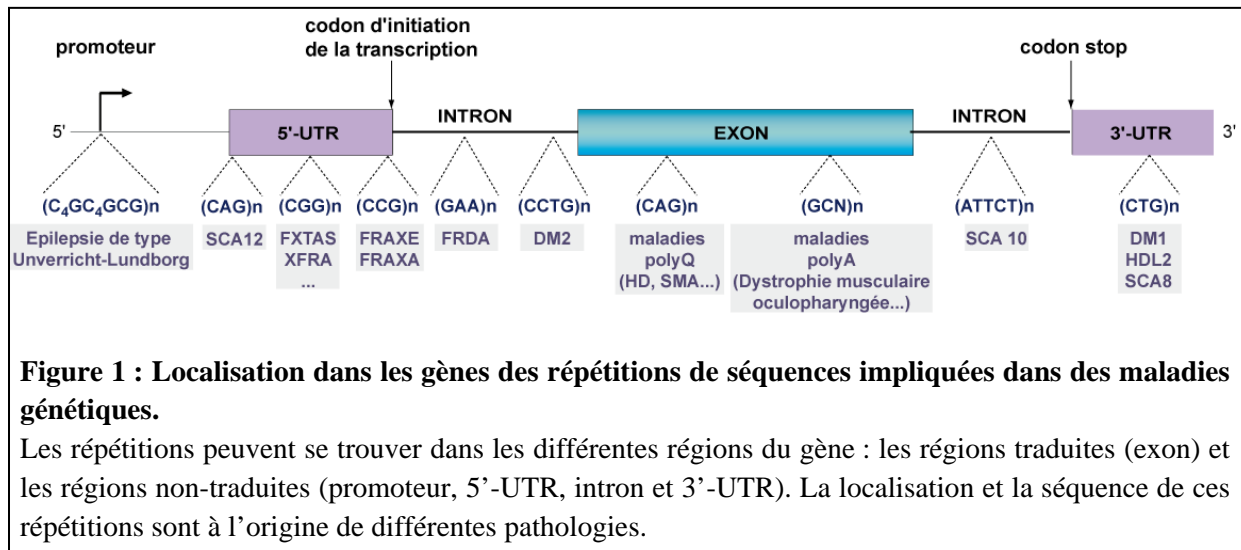 codon d'initiation
de la transcription
promoteur
codon stop
5'
5'-UTR
INTRON
EXON
INTRON
3'-UTR
3'
(C₄GC₄GCG)n
(CAG)n
(CGG)n
(CCG)n
(GAA)n
(CCTG)n
(CAG)n
(GCN)n
(ATTCT)n
(CTG)n
Epilepsie de type
Unverricht-Lundborg
SCA12
FXTAS
XFRA
...
FRAXE
FRAXA
FRDA
DM2
maladies
polyQ
(HD, SMA...)
maladies
polyA
(Dystrophie musculaire
oculopharyngée...)
SCA 10
DM1
HDL2
SCA8
Figure 1 : Localisation dans les gènes des répétitions de séquences impliquées dans des maladies
génétiques.
Les répétitions peuvent se trouver dans les différentes régions du gène : les régions traduites (exon) et
les régions non-traduites (promoteur, 5’-UTR, intron et 3’-UTR). La localisation et la séquence de ces
répétitions sont à l’origine de différentes pathologies.